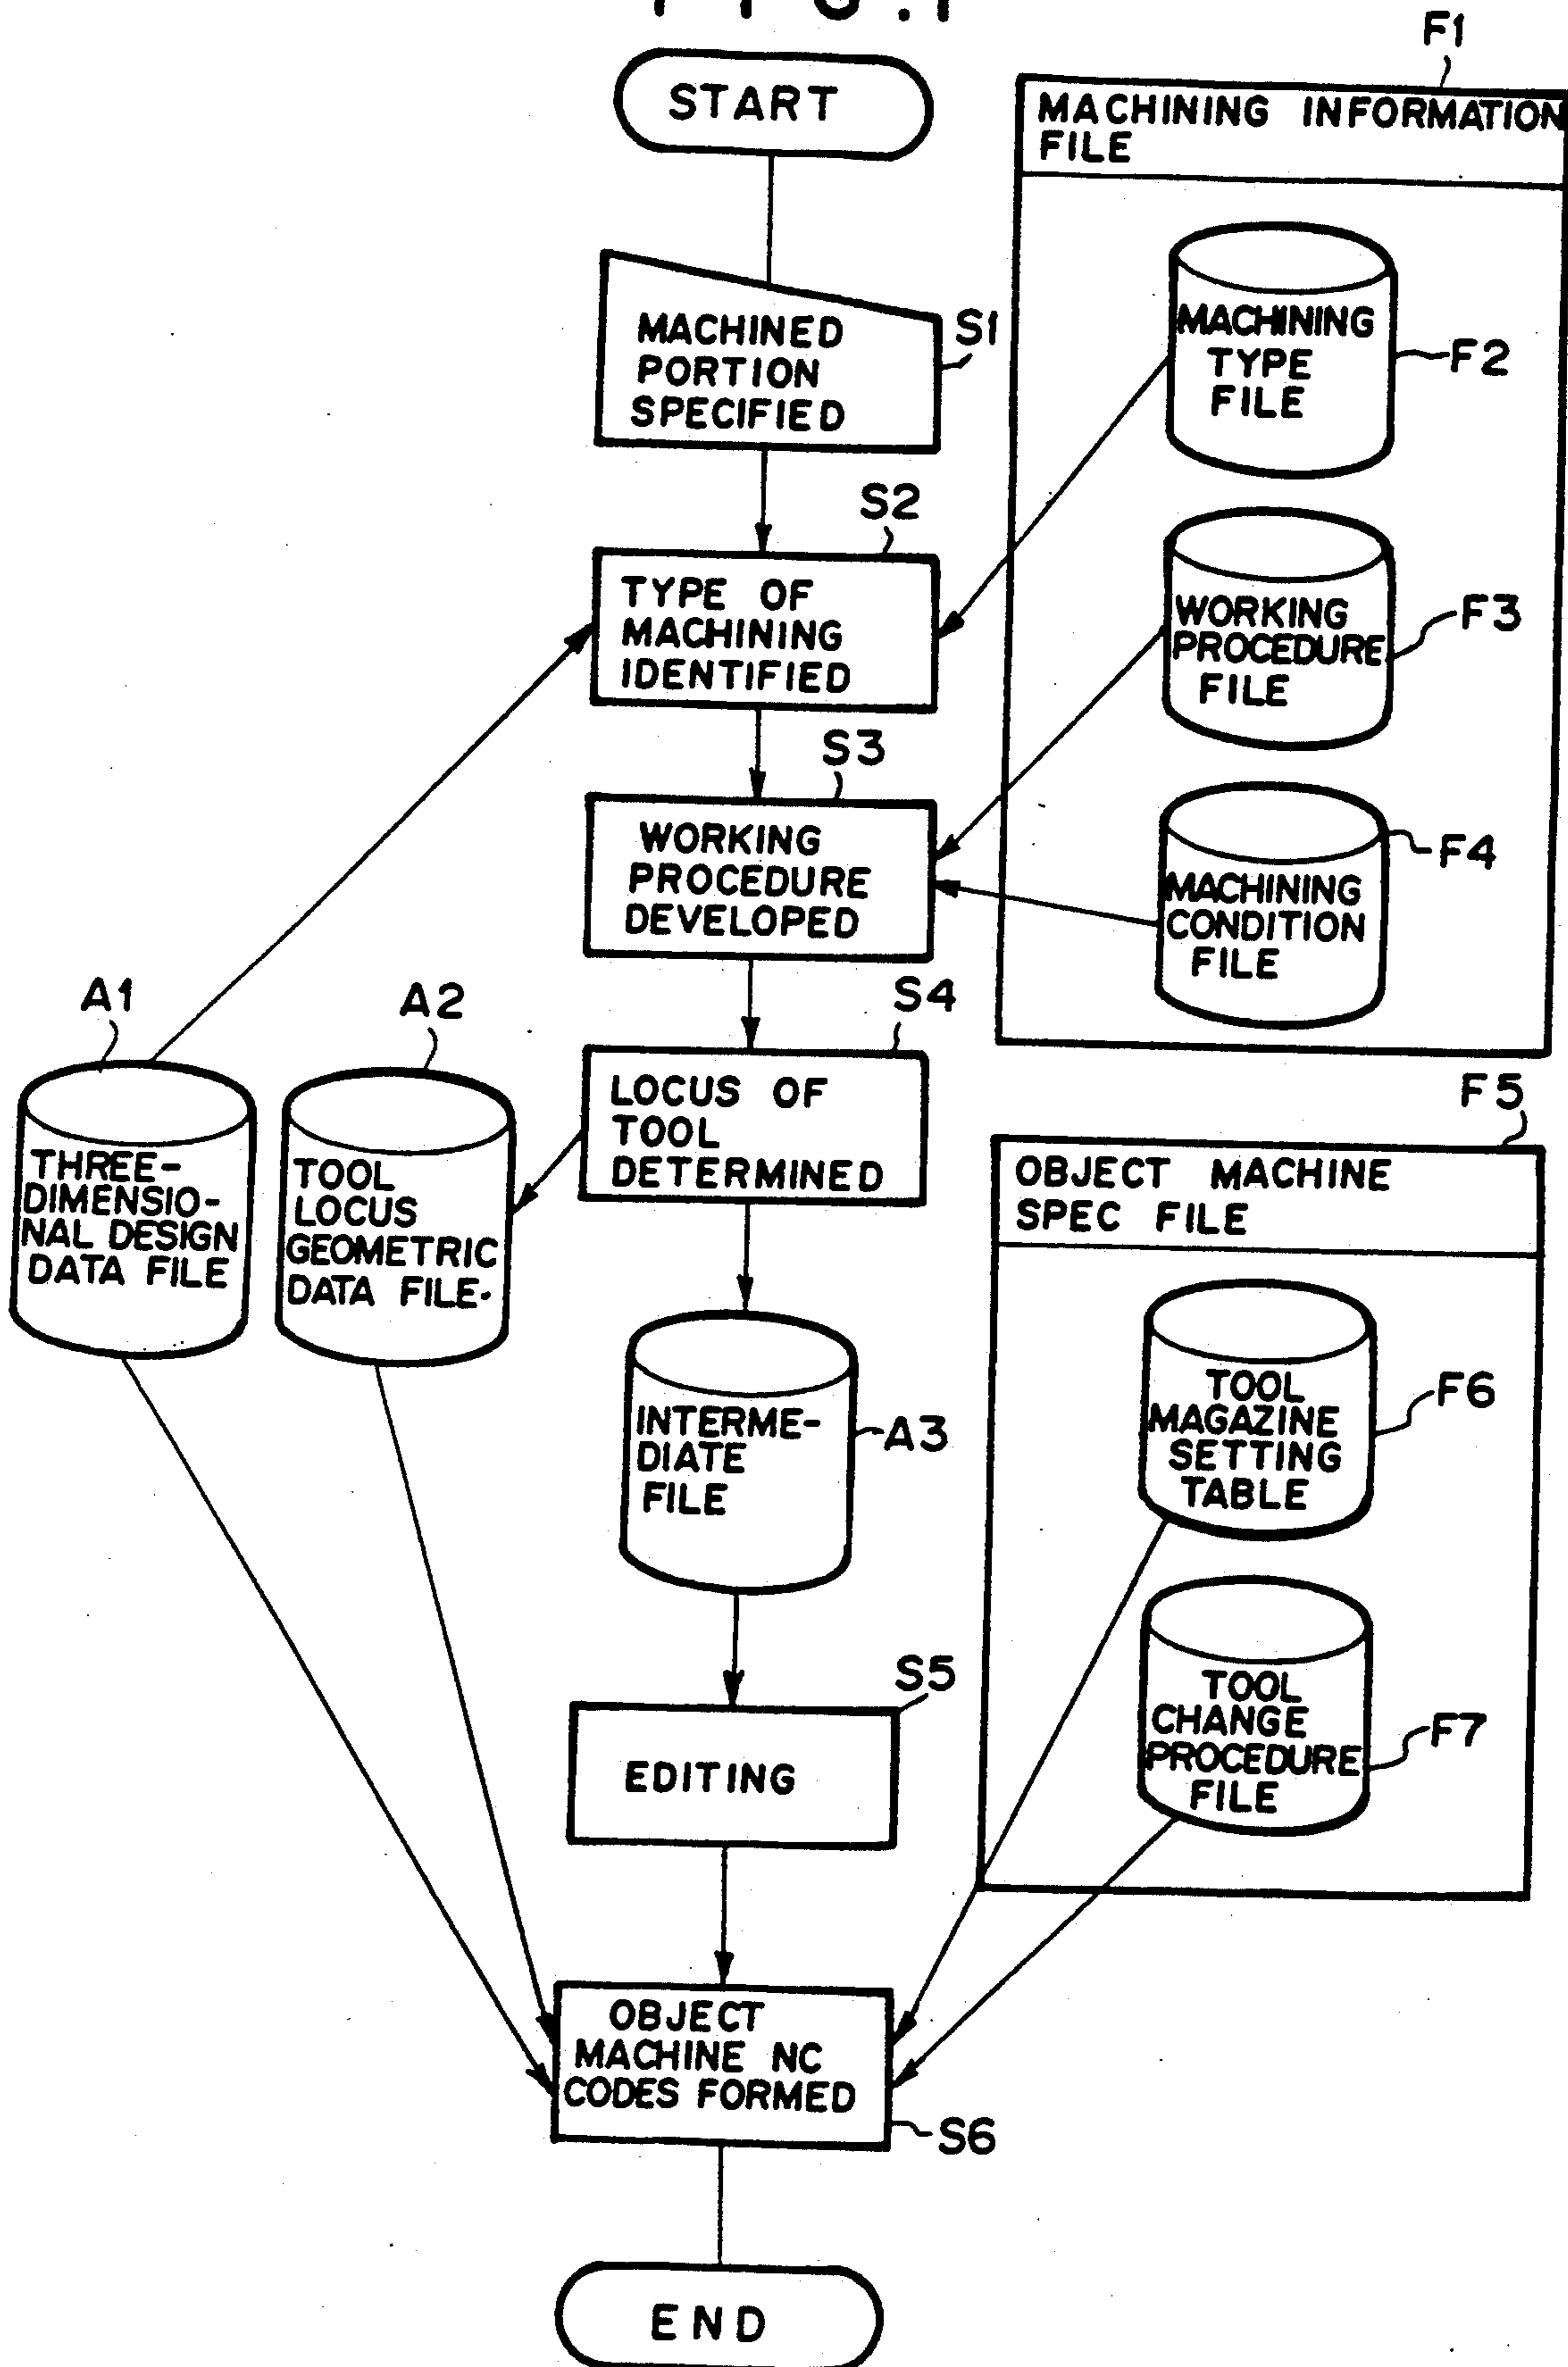 FIG.1
START
F1
MACHINING INFORMATION
FILE
MACHINED
PORTION
SPECIFIED
S1
MACHINING
TYPE
FILE
F2
S2
TYPE OF
MACHINING
IDENTIFIED
WORKING
PROCEDURE
FILE
F3
S3
WORKING
PROCEDURE
DEVELOPED
MACHINING
CONDITION
FILE
F4
A1
THREE-
DIMENSIO-
NAL DESIGN
DATA FILE
A2
TOOL
LOCUS
GEOMETRIC
DATA FILE.
S4
LOCUS OF
TOOL
DETERMINED
F5
OBJECT MACHINE
SPEC FILE
INTERME-
DIATE
FILE
A3
TOOL
MAGAZINE
SETTING
TABLE
F6
S5
EDITING
TOOL
CHANGE
PROCEDURE
FILE
F7
OBJECT
MACHINE NC
CODES FORMED
S6
END